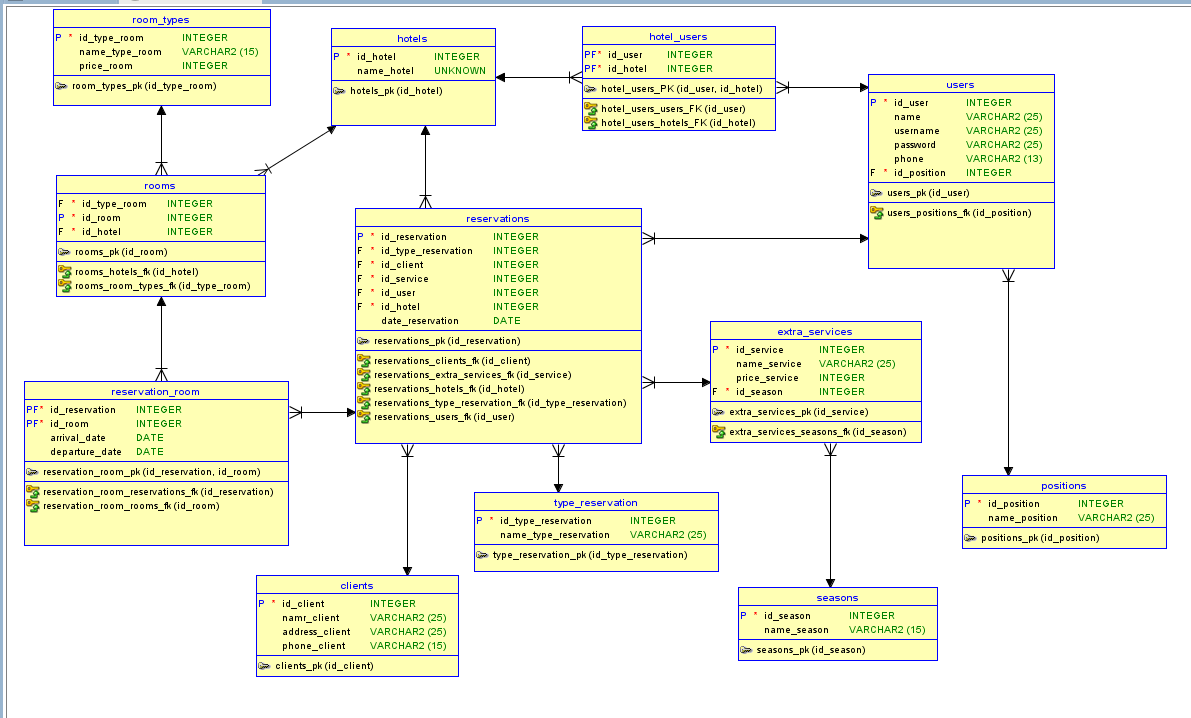 room_types
P * id_type_room INTEGER
name_type_room VARCHAR2 (15)
price_room INTEGER
room_types_pk (id_type_room)
hotels
P * id_hotel INTEGER
name_hotel UNKNOWN
hotels_pk (id_hotel)
hotel_users
PF* id_user INTEGER
PF* id_hotel INTEGER
hotel_users_PK (id_user, id_hotel)
hotel_users_users_FK (id_user)
hotel_users_hotels_FK (id_hotel)
users
P * id_user INTEGER
name VARCHAR2 (25)
username VARCHAR2 (25)
password VARCHAR2 (25)
phone VARCHAR2 (13)
F * id_position INTEGER
users_pk (id_user)
users_positions_fk (id_position)
rooms
F * id_type_room INTEGER
P * id_room INTEGER
F * id_hotel INTEGER
rooms_pk (id_room)
rooms_hotels_fk (id_hotel)
rooms_room_types_fk (id_type_room)
reservations
P * id_reservation INTEGER
F * id_type_reservation INTEGER
F * id_client INTEGER
F * id_service INTEGER
F * id_user INTEGER
F * id_hotel INTEGER
date_reservation DATE
reservations_pk (id_reservation)
reservations_clients_fk (id_client)
reservations_extra_services_fk (id_service)
reservations_hotels_fk (id_hotel)
reservations_type_reservation_fk (id_type_reservation)
reservations_users_fk (id_user)
extra_services
P * id_service INTEGER
name_service VARCHAR2 (25)
price_service INTEGER
F * id_season INTEGER
extra_services_pk (id_service)
extra_services_seasons_fk (id_season)
reservation_room
PF* id_reservation INTEGER
PF* id_room INTEGER
arrival_date DATE
departure_date DATE
reservation_room_pk (id_reservation, id_room)
reservation_room_reservations_fk (id_reservation)
reservation_room_rooms_fk (id_room)
type_reservation
P * id_type_reservation INTEGER
name_type_reservation VARCHAR2 (25)
type_reservation_pk (id_type_reservation)
positions
P * id_position INTEGER
name_position VARCHAR2 (25)
positions_pk (id_position)
clients
P * id_client INTEGER
namr_client VARCHAR2 (25)
address_client VARCHAR2 (25)
phone_client VARCHAR2 (15)
clients_pk (id_client)
seasons
P * id_season INTEGER
name_season VARCHAR2 (15)
seasons_pk (id_season)